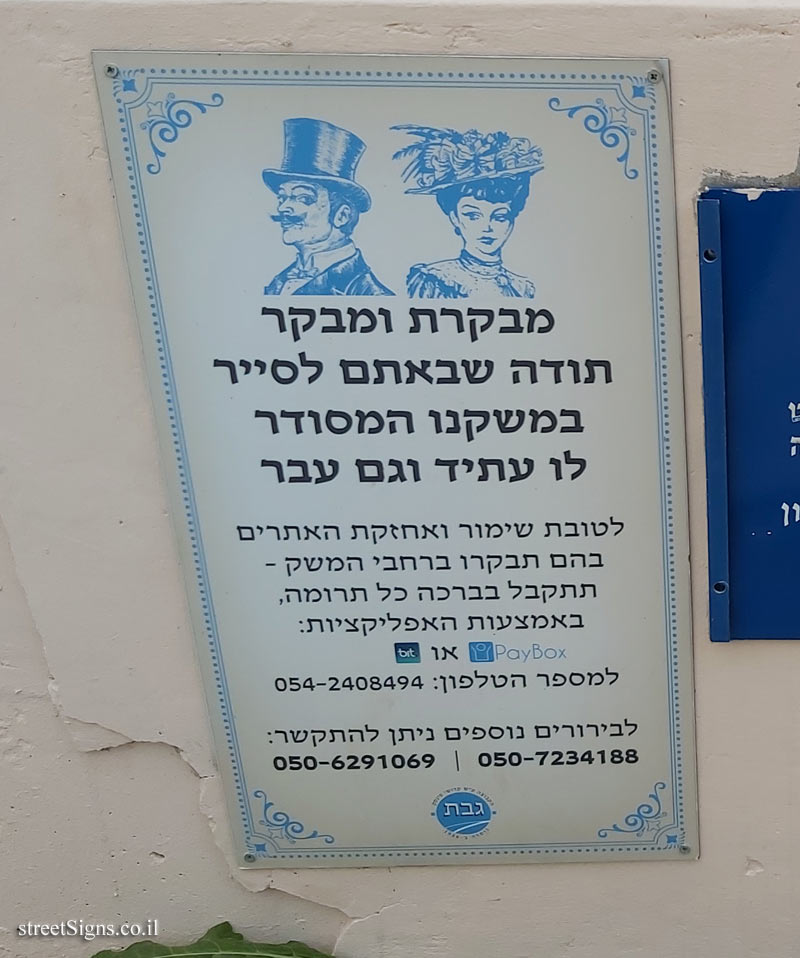 מבקרת ומבקר
תודה שבאתם לסייר
במשקנו המסודר
לו עתיד וגם עבר
לטובת שימור ואחזקת האתרים
בהם תבקרו ברחבי המשק -
תתקבל בברכה כל תרומה,
באמצעות האפליקציות:
PayBox או bit
למספר הטלפון: 054-2408494
לבירורים נוספים ניתן להתקשר:
050-7234188 | 050-6291069
גבת
streetSigns.co.il